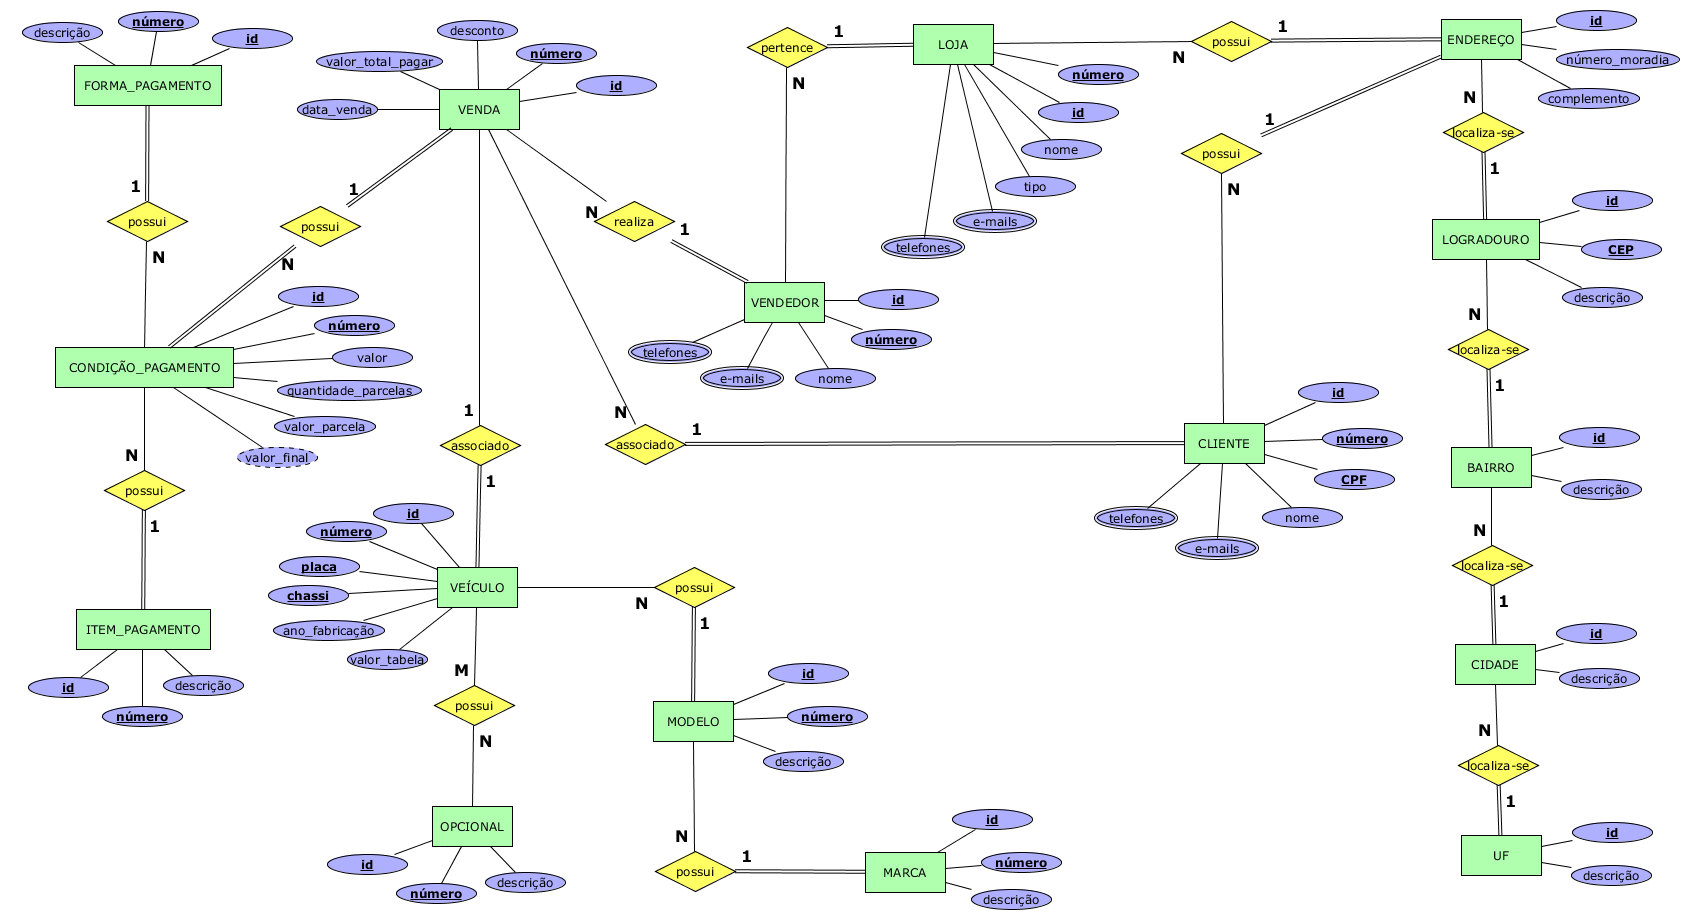 descrição
número
id
FORMA_PAGAMENTO
1
possui
N
desconto
valor_total_pagar
número
id
data_venda
VENDA
1
possui
N
N
realiza
1
id
número
valor
CONDIÇÃO_PAGAMENTO
quantidade_parcelas
valor_parcela
valor_final
N
possui
1
ITEM_PAGAMENTO
id
descrição
número
1
associado
1
N
associado
1
id
número
placa
VEÍCULO
chassi
ano_fabricação
valor_tabela
M
possui
N
OPCIONAL
id
descrição
número
N
possui
1
id
número
MODELO
descrição
N
possui
1
id
número
MARCA
descrição
pertence
1
N
LOJA
número
id
nome
tipo
e-mails
telefones
VENDEDOR
id
número
telefones
e-mails
nome
N
possui
1
ENDEREÇO
id
número_moradia
complemento
1
possui
N
CLIENTE
id
número
CPF
telefones
nome
e-mails
N
localiza-se
1
LOGRADOURO
id
CEP
descrição
N
localiza-se
1
BAIRRO
id
descrição
N
localiza-se
1
CIDADE
id
descrição
N
localiza-se
1
UF
id
descrição